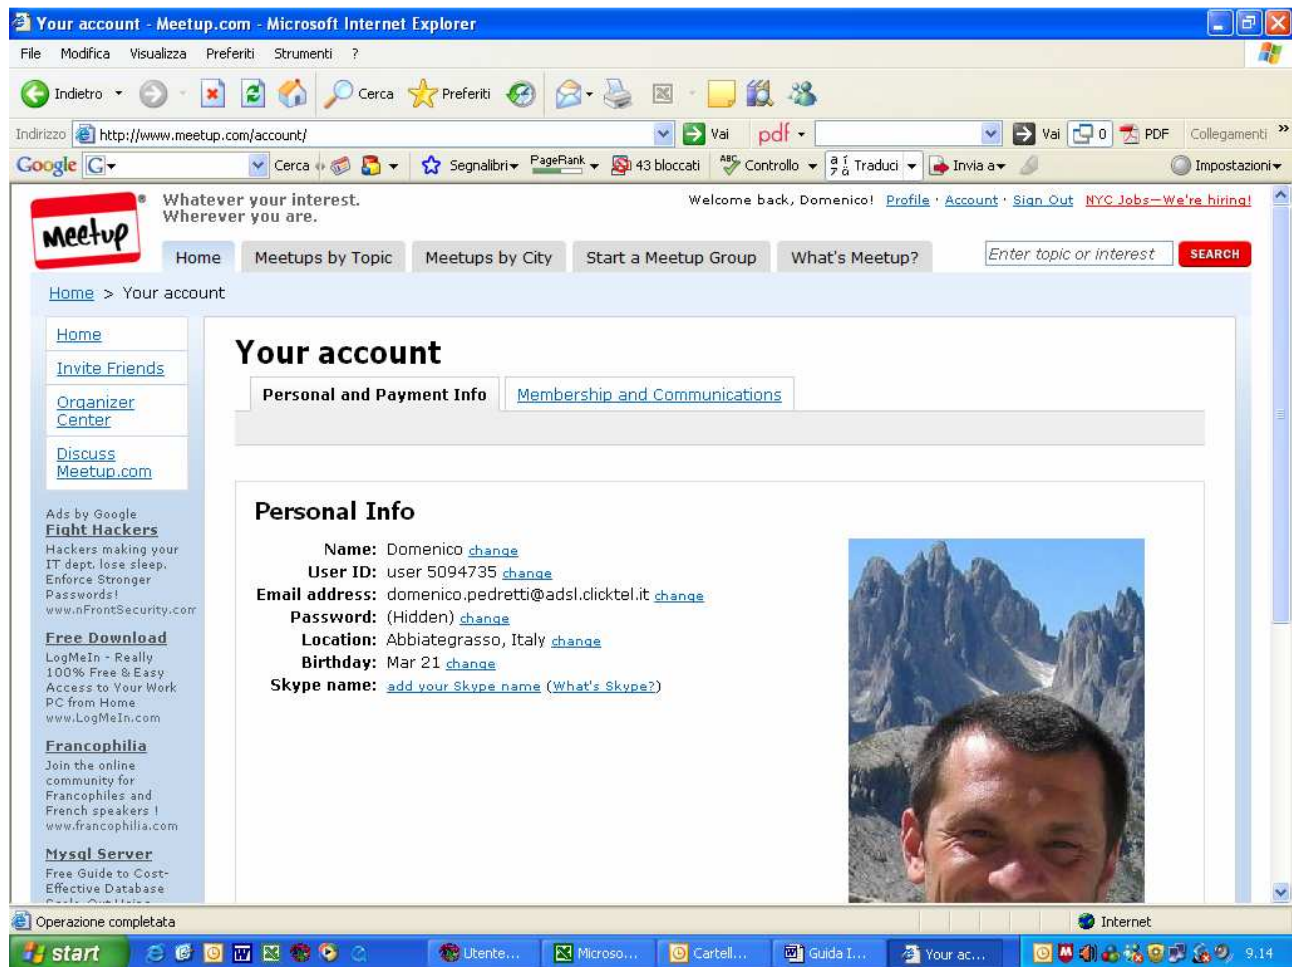 Your account - Meetup.com - Microsoft Internet Explorer
File Modifica Visualizza Preferiti Strumenti ?
Indietro Cerca Preferiti
Indirizzo http://www.meetup.com/account/ Vai pdf Vai 0 PDF Collegamenti »
Google G Cerca Segnalibri PageRank 43 bloccati ABC Controllo Traduci Invia a Impostazioni
meetup ®
Whatever your interest.
Wherever you are.
Welcome back, Domenico! Profile · Account · Sign Out NYC Jobs—We're hiring!
Home Meetups by Topic Meetups by City Start a Meetup Group What's Meetup? Enter topic or interest SEARCH
Home > Your account
Home
Invite Friends
Organizer
Center
Discuss
Meetup.com
Ads by Google
Fight Hackers
Hackers making your
IT dept. lose sleep.
Enforce Stronger
Passwords!
www.nFrontSecurity.com
Free Download
LogMeIn - Really
100% Free & Easy
Access to Your Work
PC from Home
www.LogMeIn.com
Francophilia
Join the online
community for
Francophiles and
French speakers !
www.francophilia.com
Mysql Server
Free Guide to Cost-
Effective Database
Your account
Personal and Payment Info Membership and Communications
Personal Info
Name: Domenico change
User ID: user 5094735 change
Email address: domenico.pedretti@adsl.clicktel.it change
Password: (Hidden) change
Location: Abbiategrasso, Italy change
Birthday: Mar 21 change
Skype name: add your Skype name (What's Skype?)
Operazione completata Internet
start Utente... Microso... Cartell... Guida I... Your ac... 9.14